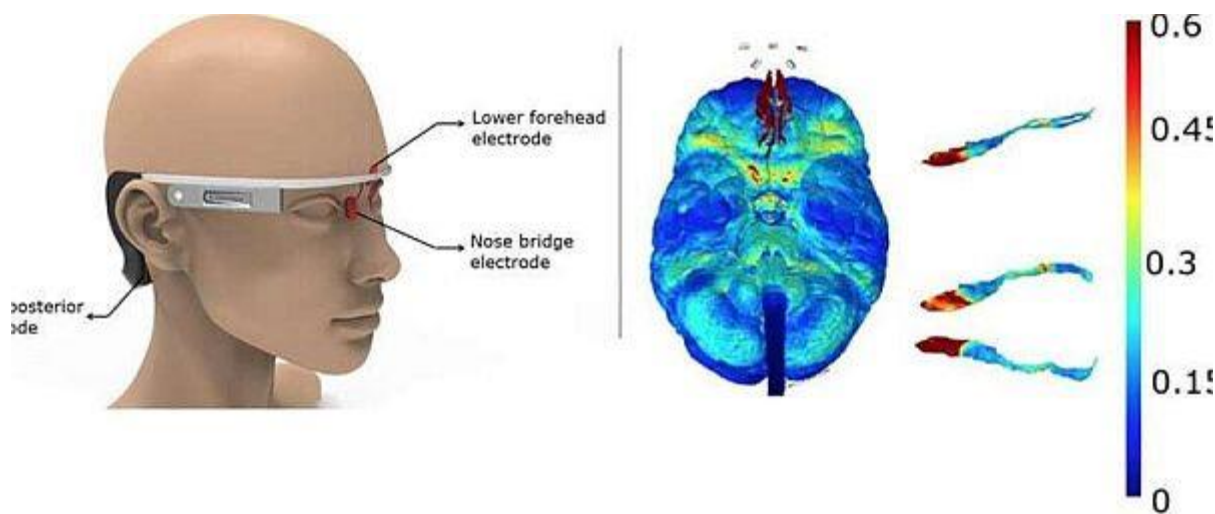 Lower forehead
electrode
Nose bridge
electrode
posterior
ode
0.6
0.45
0.3
0.15
0